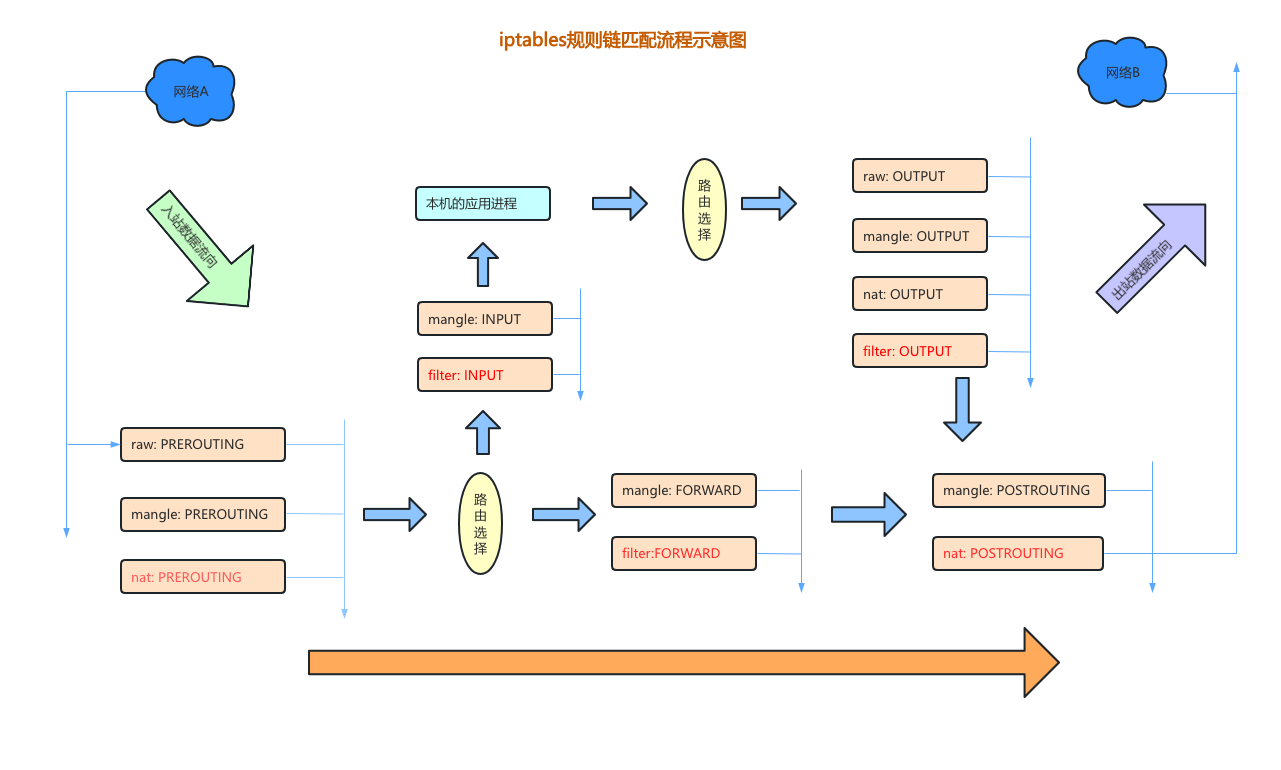 iptables规则链匹配流程示意图
网络A
网络B
入站数据流向
出站数据流向
本机的应用进程
路
由
选
择
raw: OUTPUT
mangle: OUTPUT
nat: OUTPUT
filter: OUTPUT
mangle: INPUT
filter: INPUT
raw: PREROUTING
mangle: PREROUTING
nat: PREROUTING
路
由
选
择
mangle: FORWARD
filter:FORWARD
mangle: POSTROUTING
nat: POSTROUTING